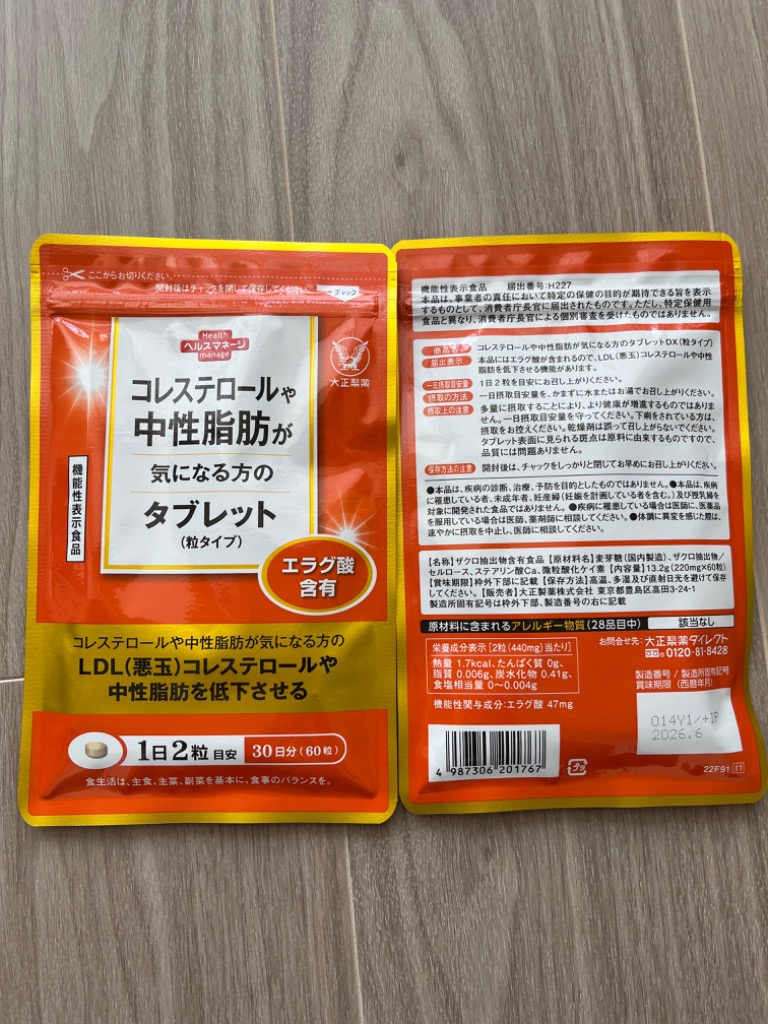 ここからお切りください。
開封後はチャックを閉じて保存してください。
チャック
Health
ヘルスマネージ
manage
大正製薬
コレステロールや
中性脂肪が
気になる方の
タブレット
(粒タイプ)
機能性表示食品
エラグ酸
含有
コレステロールや中性脂肪が気になる方の
LDL(悪玉)コレステロールや
中性脂肪を低下させる
1日2粒目安 30日分(60粒)
食生活は、主食、主菜、副菜を基本に、食事のバランスを。
機能性表示食品 届出番号:H227
本品は、事業者の責任において特定の保健の目的が期待できる旨を表示
するものとして、消費者庁長官に届出されたものです。ただし、特定保健用
食品と異なり、消費者庁長官による個別審査を受けたものではありません。
商品名 コレステロールや中性脂肪が気になる方のタブレットDX(粒タイプ)
届出表示 本品にはエラグ酸が含まれるので、LDL(悪玉)コレステロールや中性
脂肪を低下させる機能があります。
一日摂取目安量 1日2粒を目安にお召し上がりください。
摂取の方法 一日摂取目安量を、かまずに水またはお湯でお召し上がりください。
摂取上の注意 多量に摂取することにより、より健康が増進するものではありま
せん。一日摂取目安量を守ってください。下痢をされている方は、
摂取をお控えください。乾燥剤は誤って召し上がらないでください。
タブレット表面に見られる斑点は原料に由来するものですので、
品質には問題ありません。
保存方法の注意 開封後は、チャックをしっかりと閉じてお早めにお召し上がりください。
●本品は、疾病の診断、治療、予防を目的としたものではありません。●本品は、疾病
に罹患している者、未成年者、妊産婦(妊娠を計画している者を含む。)及び授乳婦を
対象に開発された食品ではありません。●疾病に罹患している場合は医師に、医薬品
を服用している場合は医師、薬剤師に相談してください。●体調に異変を感じた際は、
速やかに摂取を中止し、医師に相談してください。
【名称】ザクロ抽出物含有食品【原材料名】麦芽糖(国内製造)、ザクロ抽出物/
セルロース、ステアリン酸Ca、微粒酸化ケイ素【内容量】13.2g(220mg×60粒)
【賞味期限】枠外下部に記載【保存方法】高温、多湿及び直射日光を避けて保存
してください。【販売者】大正製薬株式会社 東京都豊島区高田3-24-1
製造所固有記号は枠外下部、製造番号の右に記載
原材料に含まれるアレルギー物質(28品目中) 該当なし
栄養成分表示[2粒(440mg)当たり]
熱量 1.7kcal、たんぱく質 0g、
脂質 0.006g、炭水化物 0.41g、
食塩相当量 0〜0.004g
機能性関与成分:エラグ酸 47mg
お問合せ先:大正製薬ダイレクト
0120-81-8428
製造番号 / 製造所固有記号
賞味期限(西暦年月)
014Y1/+IP
2026.6
4 987306 201767
22F91 11